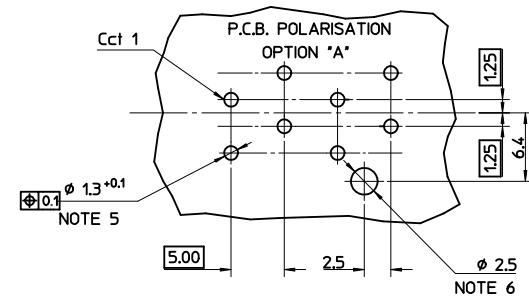 P.C.B. POLARISATION
OPTION "A"
Cct 1
1.25
1.25
6.4
⌖ 0.1
ø 1.3 +0.1
NOTE 5
5.00
2.5
ø 2.5
NOTE 6